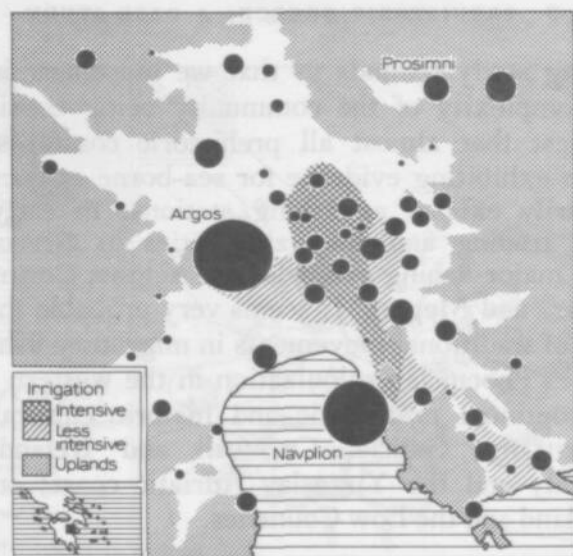 Prosimni
Argos
Navplion
Irrigation
Intensive
Less
intensive
Uplands